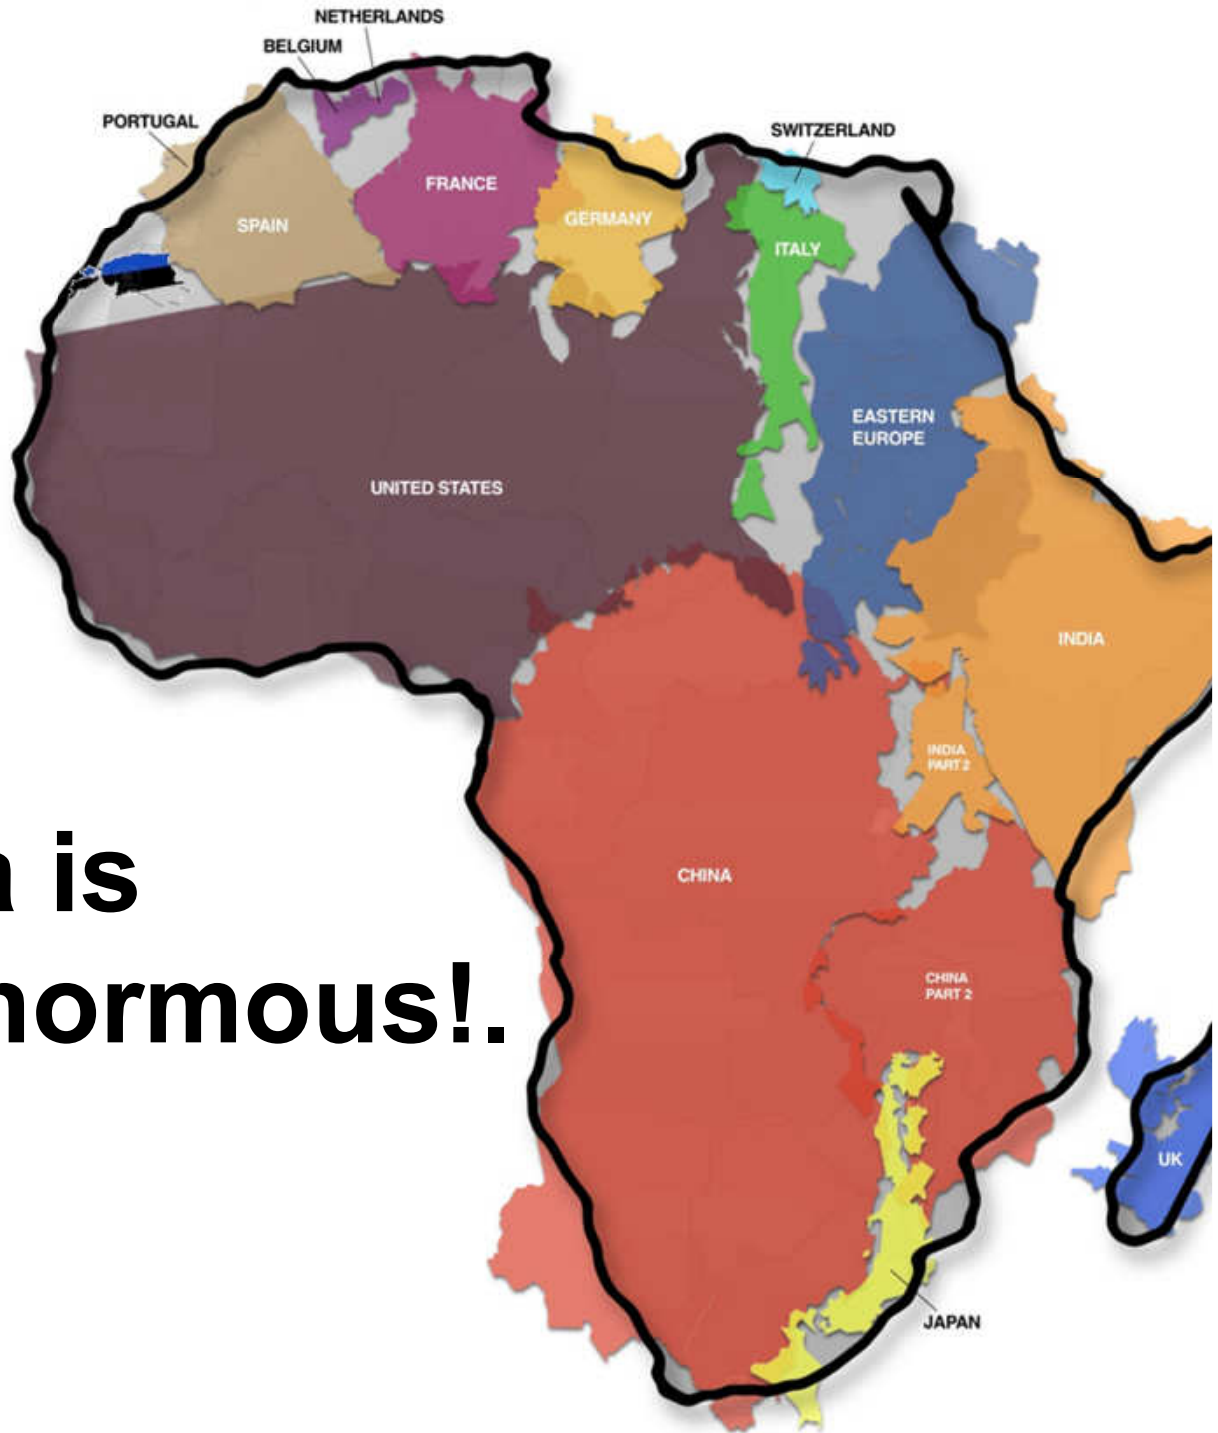 NETHERLANDS
BELGIUM
PORTUGAL
SWITZERLAND
FRANCE
GERMANY
SPAIN
ITALY
EASTERN
EUROPE
UNITED STATES
INDIA
INDIA
PART 2
a is
CHINA
CHINA
PART 2
normous!.
UK
JAPAN